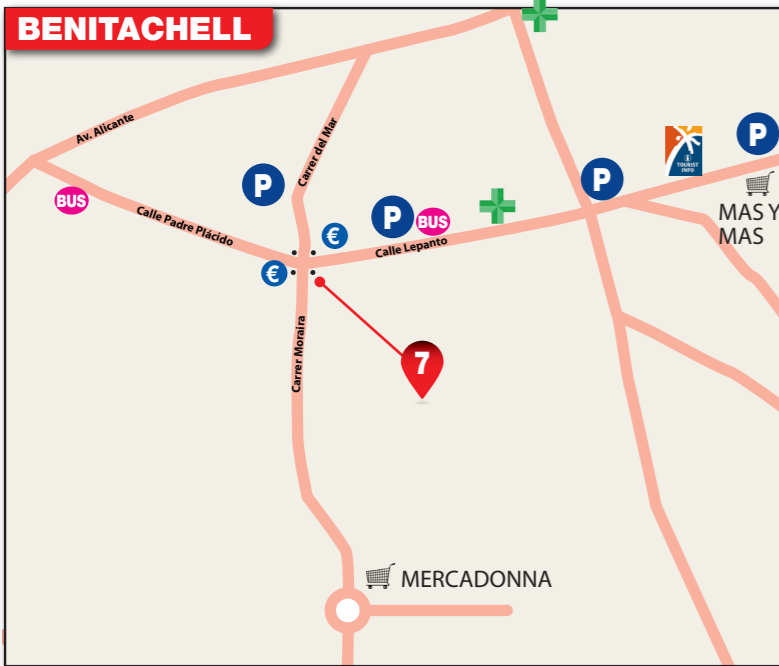 BENITACHELL
Av. Alicante
Carrer del Mar
P
TOURIST
INFO
P
P
BUS
Calle Padre Plácido
P
BUS
€
Calle Lepanto
MAS Y
MAS
€
Carrer Moraira
7
MERCADONNA